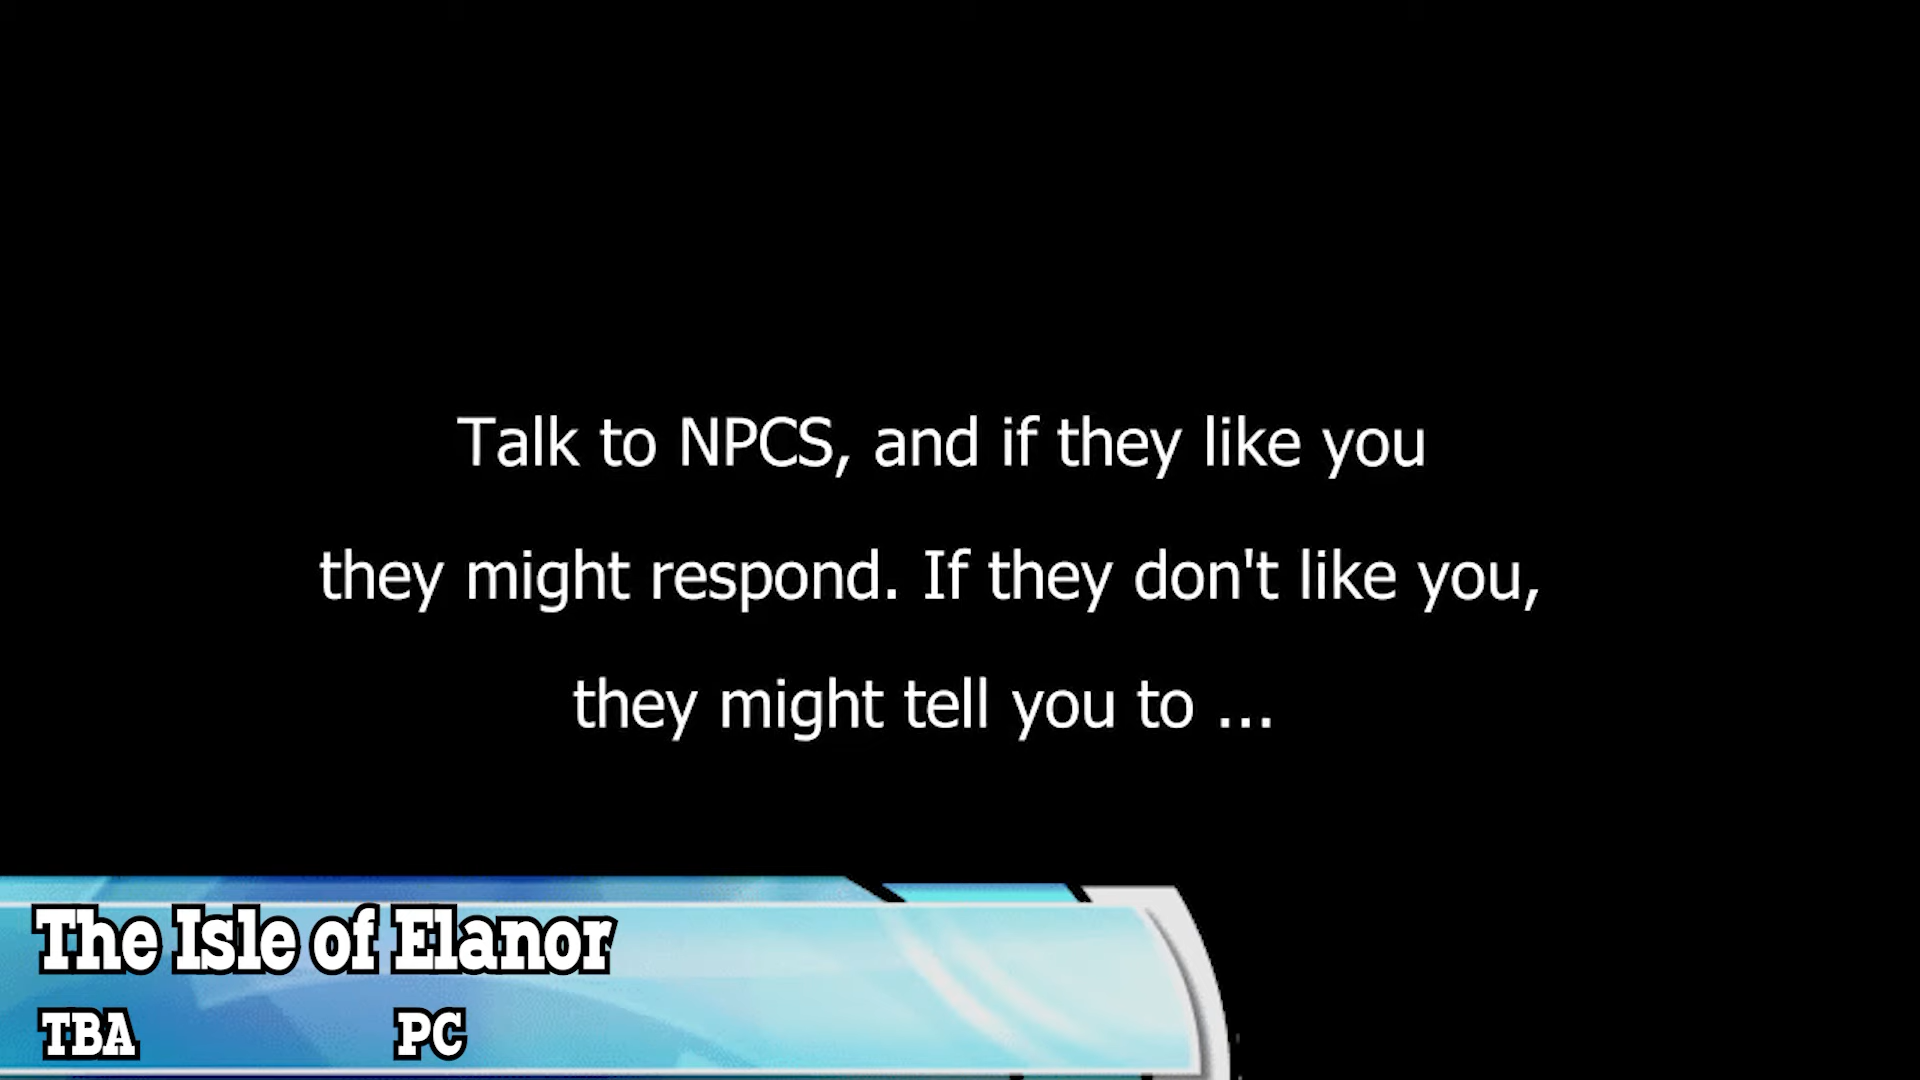 Talk to NPCS, and if they like you
they might respond. If they don't like you,
they might tell you to ...
The Isle of Elanor
TBA PC